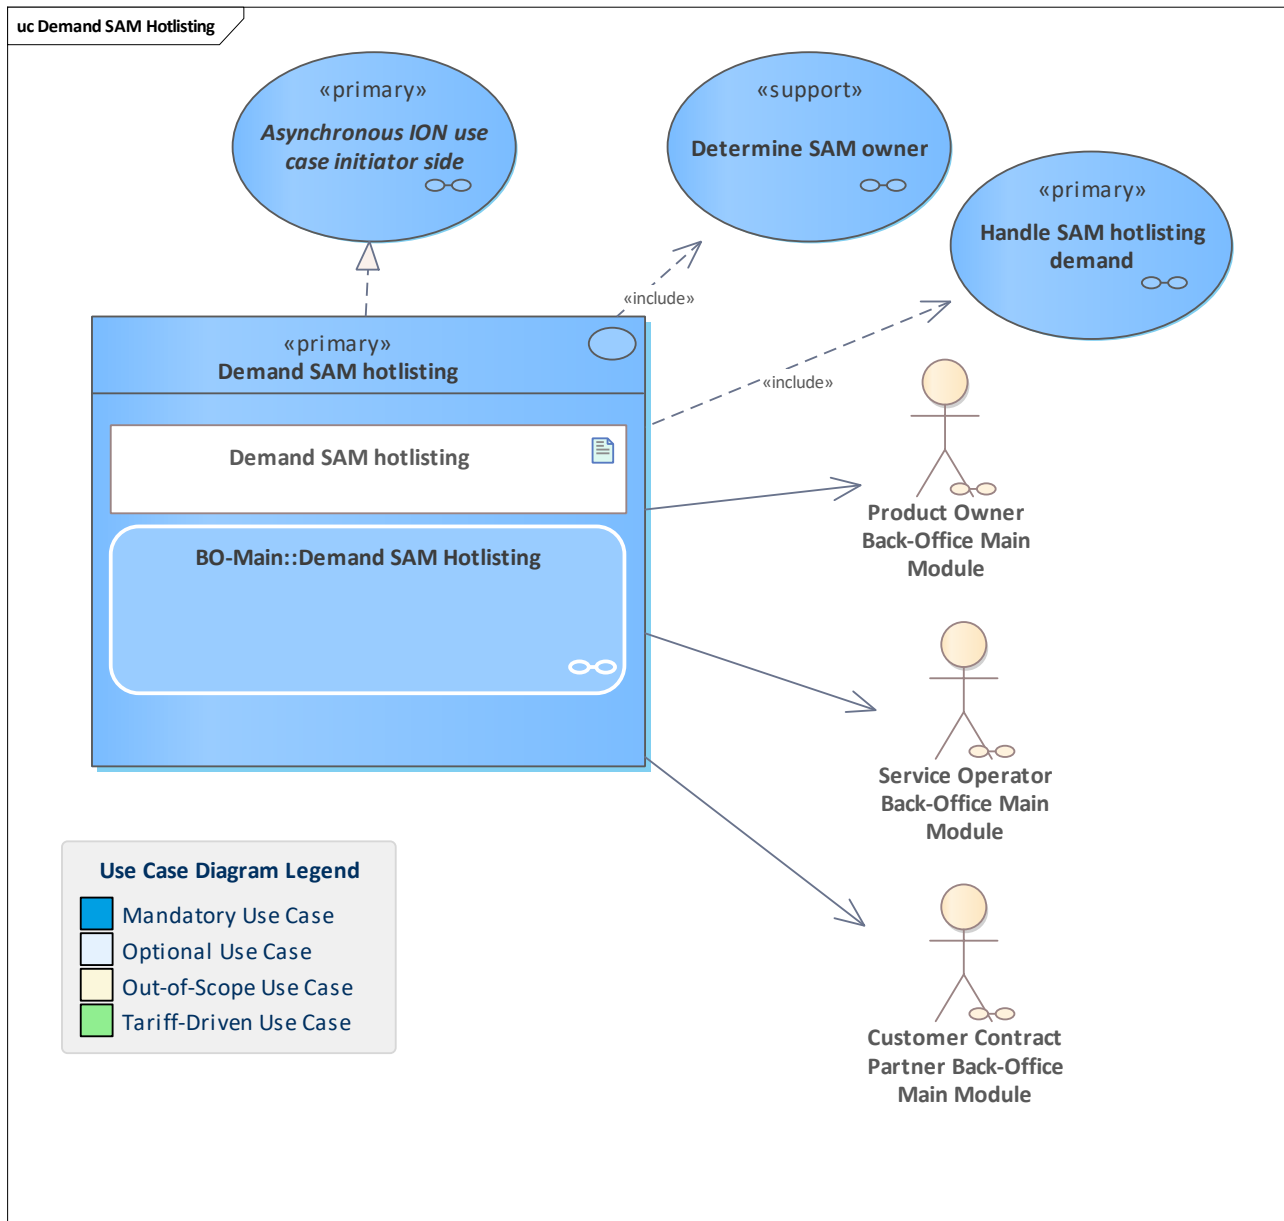 uc Demand SAM Hotlisting
«primary»
Asynchronous ION use
case initiator side
«support»
Determine SAM owner
«primary»
Handle SAM hotlisting
demand
«include»
«include»
«primary»
Demand SAM hotlisting
Demand SAM hotlisting
BO-Main::Demand SAM Hotlisting
Product Owner
Back-Office Main
Module
Service Operator
Back-Office Main
Module
Customer Contract
Partner Back-Office
Main Module
Use Case Diagram Legend
Mandatory Use Case
Optional Use Case
Out-of-Scope Use Case
Tariff-Driven Use Case